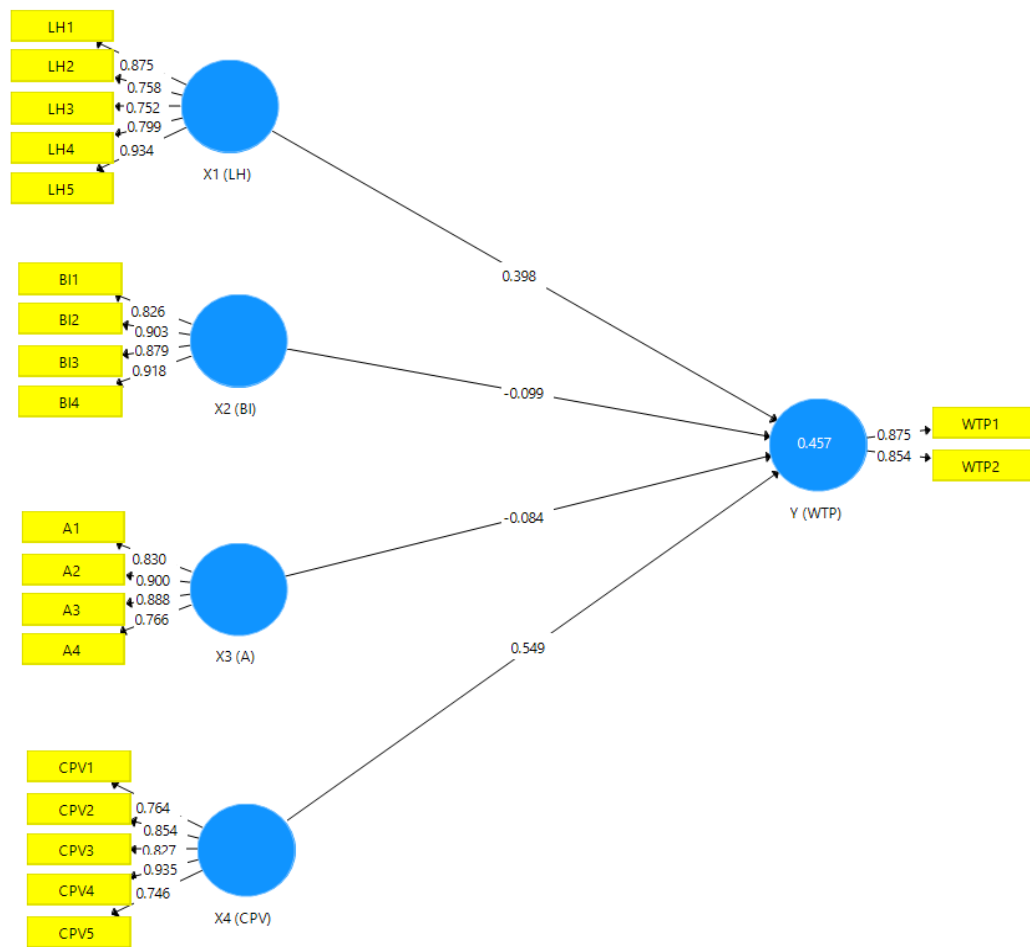 LH1
0.875
LH2
0.758
LH3
0.752
0.799
LH4
0.934
LH5
X1 (LH)
0.398
BI1
0.826
BI2
0.903
BI3
0.879
0.918
BI4
X2 (BI)
-0.099
0.457
0.875
WTP1
0.854
WTP2
Y (WTP)
A1
0.830
A2
0.900
0.888
A3
0.766
A4
X3 (A)
-0.084
0.549
CPV1
0.764
CPV2
0.854
CPV3
0.827
0.935
CPV4
0.746
CPV5
X4 (CPV)